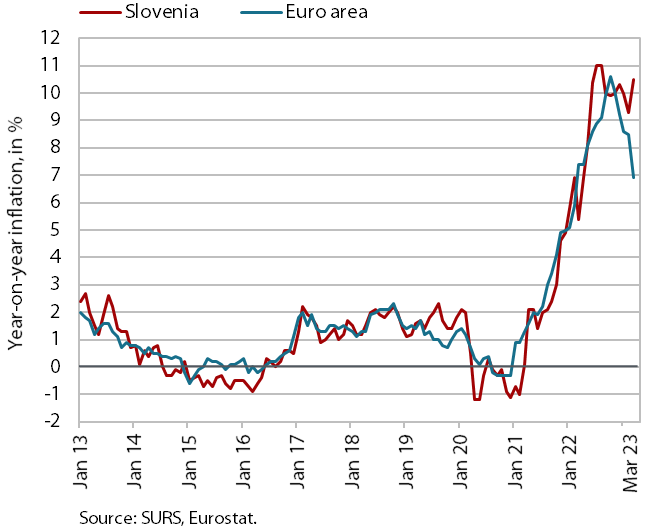 Slovenia
Euro area
Year-on-year inflation, in %
12
11
10
9
8
7
6
5
4
3
2
1
0
-1
-2
Jan 13
Jan 14
Jan 15
Jan 16
Jan 17
Jan 18
Jan 19
Jan 20
Jan 21
Jan 22
Mar 23
Source: SURS, Eurostat.